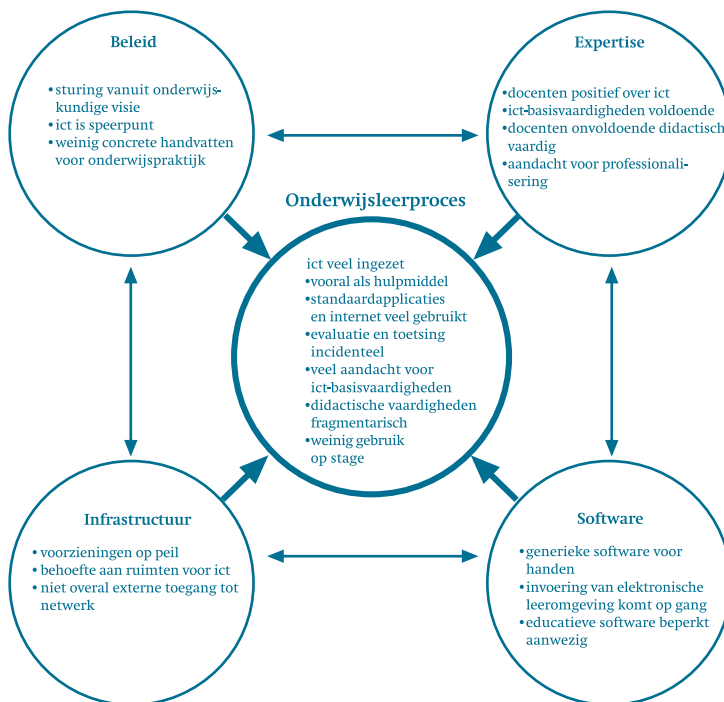 Beleid
• sturing vanuit onderwijs-
kundige visie
• ict is speerpunt
• weinig concrete handvatten
voor onderwijspraktijk
Expertise
•docenten positief over ict
•ict-basisvaardigheden voldoende
•docenten onvoldoende didactisch
vaardig
•aandacht voor professionali-
sering
Onderwijsleerproces
ict veel ingezet
•vooral als hulpmiddel
•standaardapplicaties
en internet veel gebruikt
•evaluatie en toetsing
incidenteel
•veel aandacht voor
ict-basisvaardigheden
•didactische vaardigheden
fragmentarisch
•weinig gebruik
op stage
Infrastructuur
• voorzieningen op peil
• behoefte aan ruimten voor ict
• niet overal externe toegang tot
netwerk
Software
• generieke software voor
handen
• invoering van elektronische
leeromgeving komt op gang
• educatieve software beperkt
aanwezig